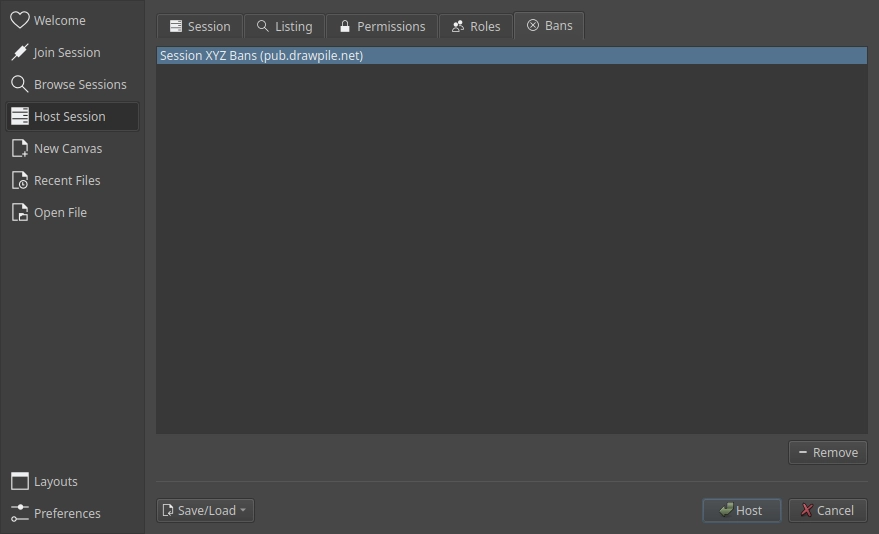 Welcome
Join Session
Browse Sessions
Host Session
New Canvas
Recent Files
Open File
Layouts
Preferences
Session
Listing
Permissions
Roles
Bans
Session XYZ Bans (pub.drawpile.net)
Remove
Save/Load
Host
Cancel